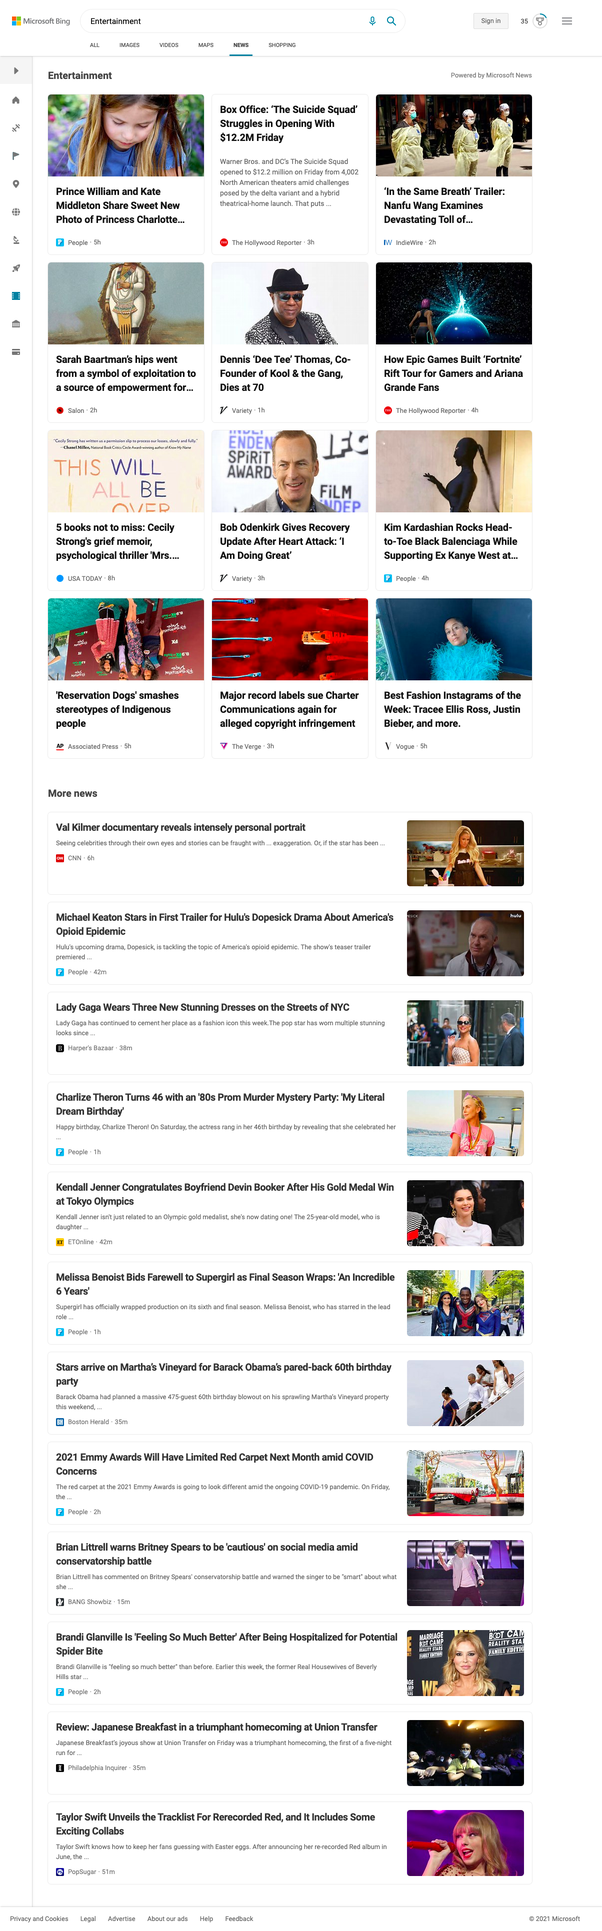 Microsoft Bing
Entertainment
Sign in
35
ALL IMAGES VIDEOS MAPS NEWS SHOPPING
Entertainment
Powered by Microsoft News
Prince William and Kate
Middleton Share Sweet New
Photo of Princess Charlotte...
People · 5h
Box Office: ‘The Suicide Squad’
Struggles in Opening With
$12.2M Friday
Warner Bros. and DC's The Suicide Squad
opened to $12.2 million on Friday from 4,002
North American theaters amid challenges
posed by the delta variant and a hybrid
theatrical-home launch. That puts ...
The Hollywood Reporter · 3h
‘In the Same Breath’ Trailer:
Nanfu Wang Examines
Devastating Toll of...
IndieWire · 2h
Sarah Baartman's hips went
from a symbol of exploitation to
a source of empowerment for...
Salon · 2h
Dennis ‘Dee Tee’ Thomas, Co-
Founder of Kool & the Gang,
Dies at 70
Variety · 1h
How Epic Games Built ‘Fortnite’
Rift Tour for Gamers and Ariana
Grande Fans
The Hollywood Reporter · 4h
THIS WILL
ALL BE
OVER
5 books not to miss: Cecily
Strong's grief memoir,
psychological thriller 'Mrs....
USA TODAY · 8h
SPIRIT
AWARD
FILM
Bob Odenkirk Gives Recovery
Update After Heart Attack: ‘I
Am Doing Great’
Variety · 3h
Kim Kardashian Rocks Head-
to-Toe Black Balenciaga While
Supporting Ex Kanye West at...
People · 4h
'Reservation Dogs' smashes
stereotypes of Indigenous
people
AP Associated Press · 5h
Major record labels sue Charter
Communications again for
alleged copyright infringement
The Verge · 3h
Best Fashion Instagrams of the
Week: Tracee Ellis Ross, Justin
Bieber, and more.
Vogue · 5h
More news
Val Kilmer documentary reveals intensely personal portrait
Seeing celebrities through their own eyes and stories can be fraught with ... exaggeration. Or, if the star has been ...
CNN · 6h
Michael Keaton Stars in First Trailer for Hulu's Dopesick Drama About America's
Opioid Epidemic
Hulu's upcoming drama, Dopesick, is tackling the topic of America's opioid epidemic. The show's teaser trailer
premiered ...
People · 42m
hulu
Lady Gaga Wears Three New Stunning Dresses on the Streets of NYC
Lady Gaga has continued to cement her place as a fashion icon this week.The pop star has worn multiple stunning
looks since ...
Harper's Bazaar · 38m
Charlize Theron Turns 46 with an '80s Prom Murder Mystery Party: 'My Literal
Dream Birthday'
Happy birthday, Charlize Theron! On Saturday, the actress rang in her 46th birthday by revealing that she celebrated her
...
People · 1h
Kendall Jenner Congratulates Boyfriend Devin Booker After His Gold Medal Win
at Tokyo Olympics
Kendall Jenner isn't just related to an Olympic gold medalist, she's now dating one! The 25-year-old model, who is
daughter ...
ET ETOnline · 42m
Melissa Benoist Bids Farewell to Supergirl as Final Season Wraps: 'An Incredible
6 Years'
Supergirl has officially wrapped production on its sixth and final season. Melissa Benoist, who has starred in the lead
role ...
People · 1h
Stars arrive on Martha's Vineyard for Barack Obama's pared-back 60th birthday
party
Barack Obama had planned a massive 475-guest 60th birthday blowout on his sprawling Martha's Vineyard property
this weekend, ...
Boston Herald · 35m
2021 Emmy Awards Will Have Limited Red Carpet Next Month amid COVID
Concerns
The red carpet at the 2021 Emmy Awards is going to look different amid the ongoing COVID-19 pandemic. On Friday,
the ...
People · 2h
Brian Littrell warns Britney Spears to be 'cautious' on social media amid
conservatorship battle
Brian Littrell has commented on Britney Spears' conservatorship battle and warned the singer to be "smart" about what
she ...
BANG Showbiz · 15m
Brandi Glanville Is 'Feeling So Much Better' After Being Hospitalized for Potential
Spider Bite
Brandi Glanville is "feeling so much better" than before. Earlier this week, the former Real Housewives of Beverly
Hills star ...
People · 2h
Review: Japanese Breakfast in a triumphant homecoming at Union Transfer
Japanese Breakfast's joyous show at Union Transfer on Friday was a triumphant homecoming, the first of a five-night
run for ...
Philadelphia Inquirer · 35m
Taylor Swift Unveils the Tracklist For Rerecorded Red, and It Includes Some
Exciting Collabs
Taylor Swift knows how to keep her fans guessing with Easter eggs. After announcing her re-recorded Red album in
June, the ...
PopSugar · 51m
Privacy and Cookies Legal Advertise About our ads Help Feedback
© 2021 Microsoft